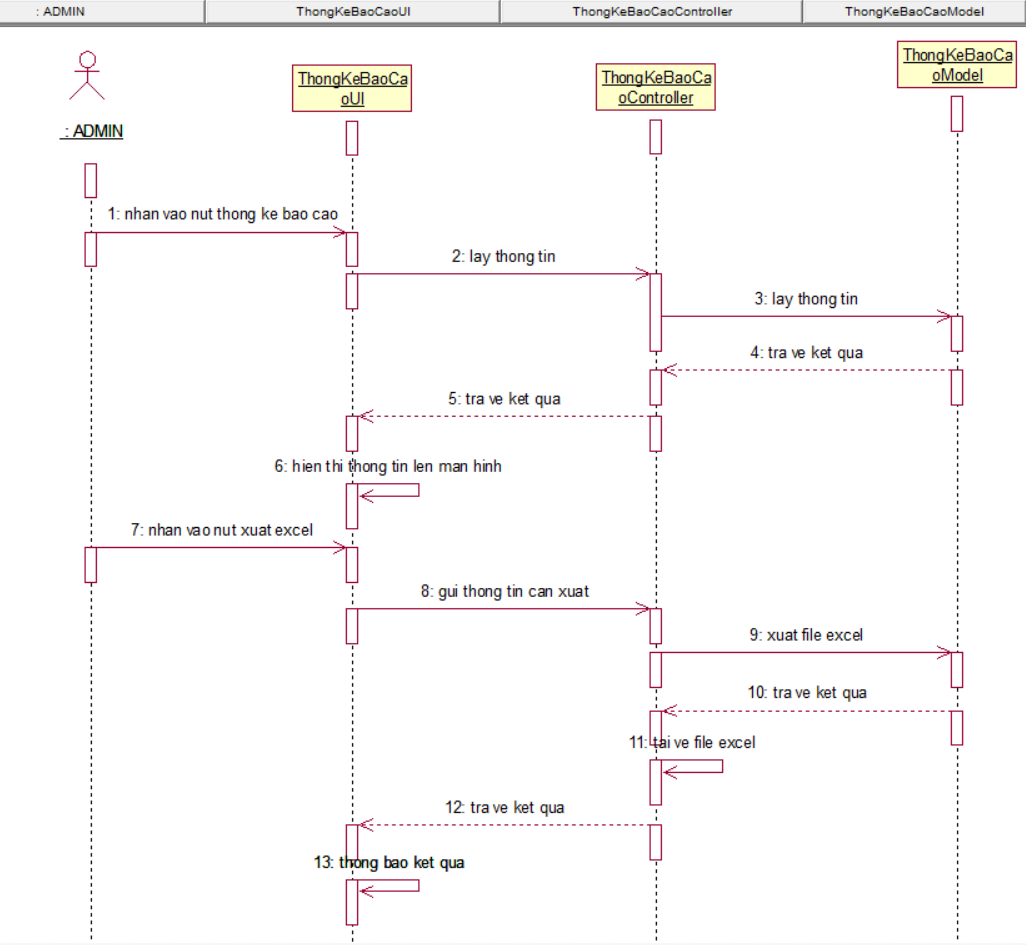 : ADMIN
ThongKeBaoCaoUI
ThongKeBaoCaoController
ThongKeBaoCaoModel
: ADMIN
ThongKeBaoCa
oUI
ThongKeBaoCa
oController
ThongKeBaoCa
oModel
1: nhan vao nut thong ke bao cao
2: lay thong tin
3: lay thong tin
4: tra ve ket qua
5: tra ve ket qua
6: hien thi thong tin len man hinh
7: nhan vao nut xuat excel
8: gui thong tin can xuat
9: xuat file excel
10: tra ve ket qua
11: tai ve file excel
12: tra ve ket qua
13: thong bao ket qua